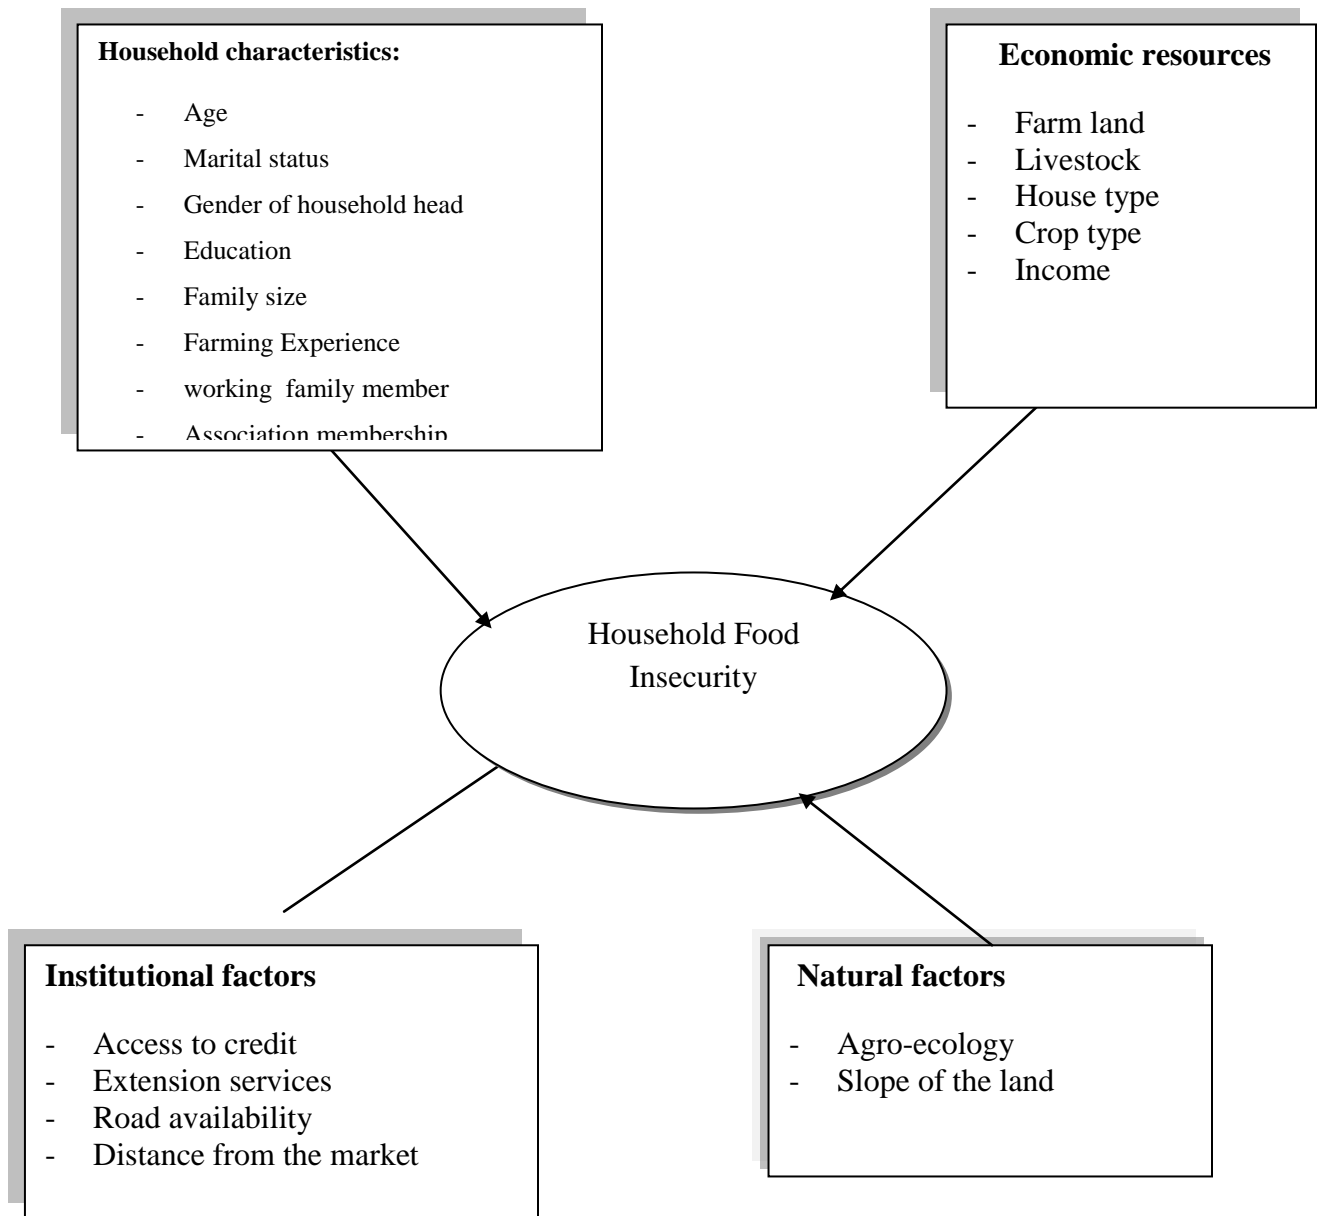 Household characteristics:
- Age
- Marital status
- Gender of household head
- Education
- Family size
- Farming Experience
- working family member
- Association membership
Economic resources
- Farm land
- Livestock
- House type
- Crop type
- Income
Household Food
Insecurity
Institutional factors
- Access to credit
- Extension services
- Road availability
- Distance from the market
Natural factors
- Agro-ecology
- Slope of the land